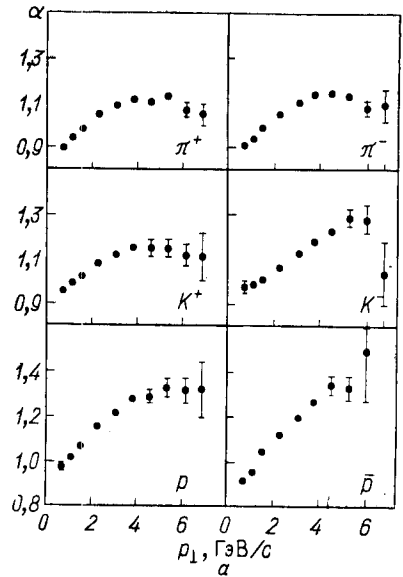 α
1,3
1,1
0,9
π⁺
π⁻
1,3
1,1
0,9
K⁺
K⁻
1,4
1,2
1,0
0,8
p
p̄
0 2 4 6 0 2 4 6
p⊥, ГэВ/с
а